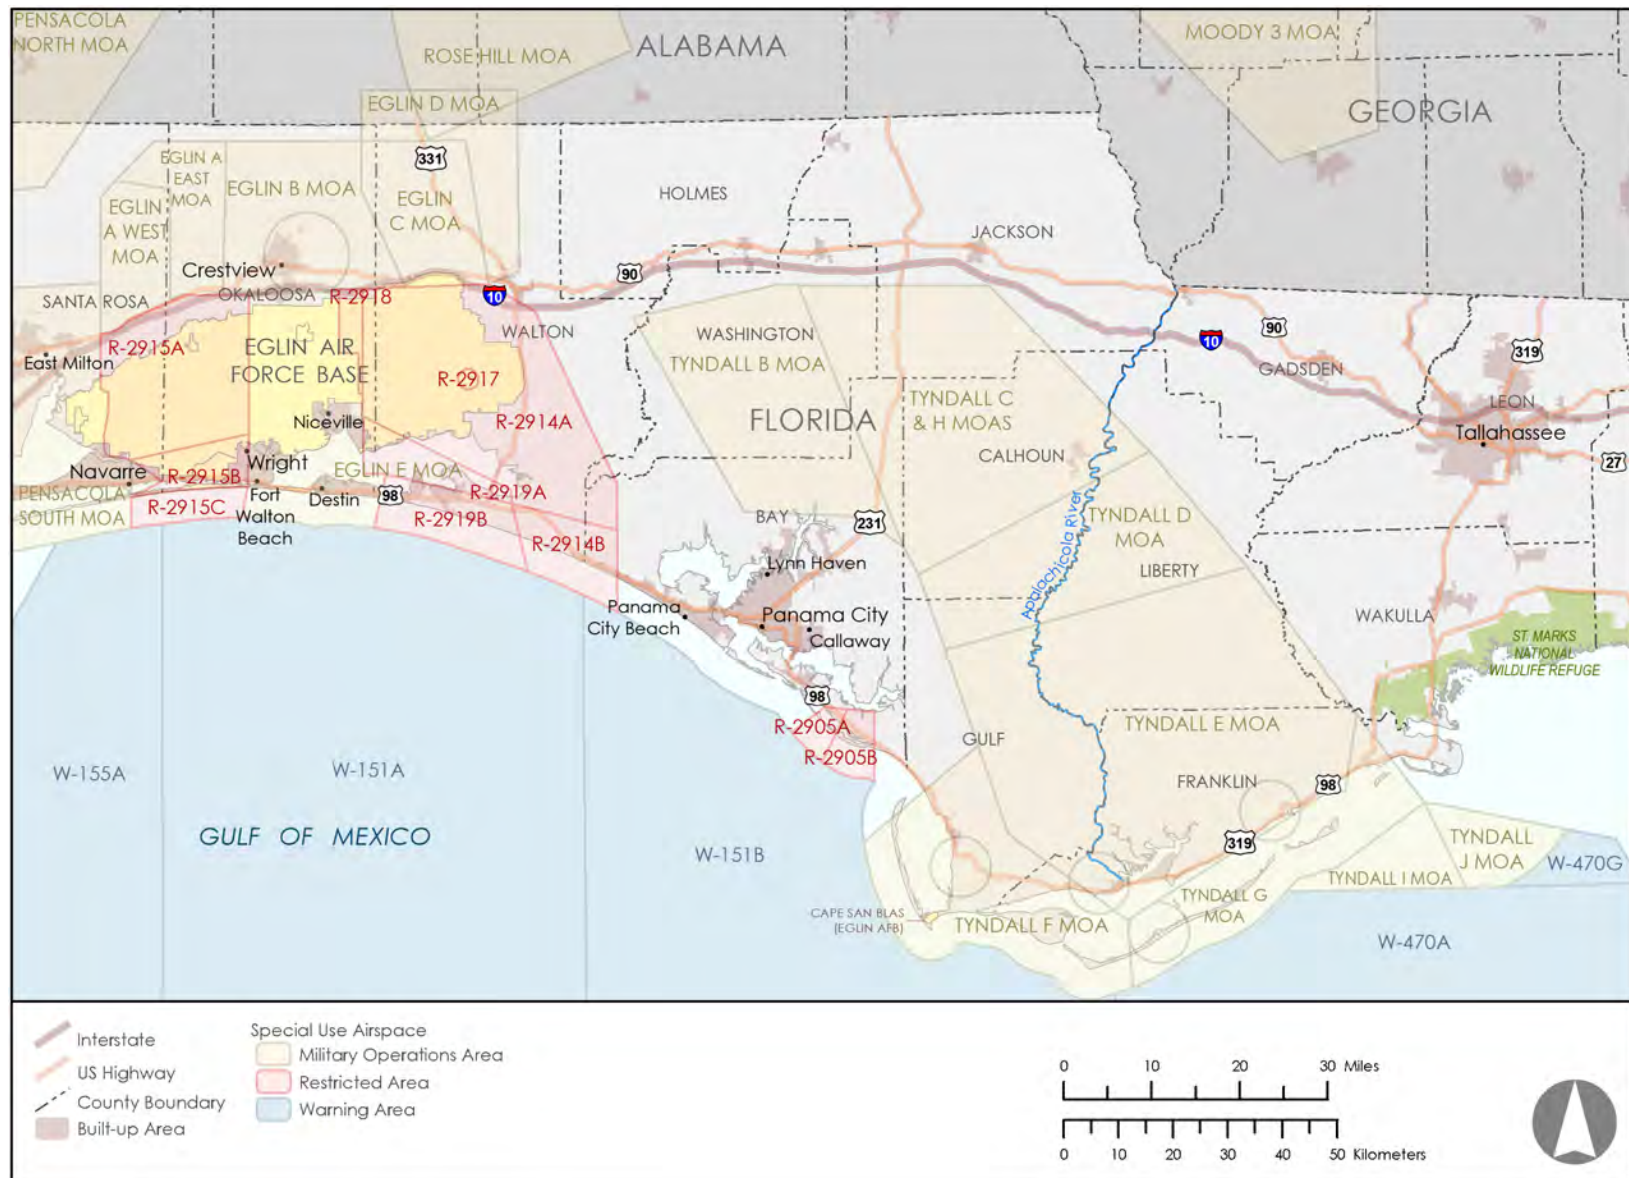 PENSACOLA
NORTH MOA
ROSE HILL MOA
ALABAMA
MOODY 3 MOA
EGLIN D MOA
GEORGIA
331
EGLIN A
EAST
MOA
EGLIN B MOA
EGLIN
C MOA
EGLIN
A WEST
MOA
HOLMES
JACKSON
Crestview
OKALOOSA
90
SANTA ROSA
R-2918
10
WALTON
WASHINGTON
TYNDALL B MOA
90
10
319
East Milton
R-2915A
EGLIN AIR
FORCE BASE
R-2917
GADSDEN
Niceville
R-2914A
FLORIDA
TYNDALL C
& H MOAS
LEON
Tallahassee
CALHOUN
27
Navarre
R-2915B
Wright
EGLIN E MOA
PENSACOLA
SOUTH MOA
R-2915C
Fort
Walton
Beach
Destin
98
R-2919A
R-2919B
R-2914B
BAY
231
Apalachicola River
TYNDALL D
MOA
LIBERTY
Lynn Haven
Panama
City Beach
Panama City
Callaway
WAKULLA
ST. MARKS
NATIONAL
WILDLIFE REFUGE
98
R-2905A
R-2905B
GULF
TYNDALL E MOA
FRANKLIN
98
W-155A
W-151A
GULF OF MEXICO
W-151B
319
TYNDALL
J MOA
W-470G
TYNDALL I MOA
TYNDALL G
MOA
CAPE SAN BLAS
(EGLIN AFB)
TYNDALL F MOA
W-470A
Interstate
US Highway
County Boundary
Built-up Area
Special Use Airspace
Military Operations Area
Restricted Area
Warning Area
0 10 20 30 Miles
0 10 20 30 40 50 Kilometers